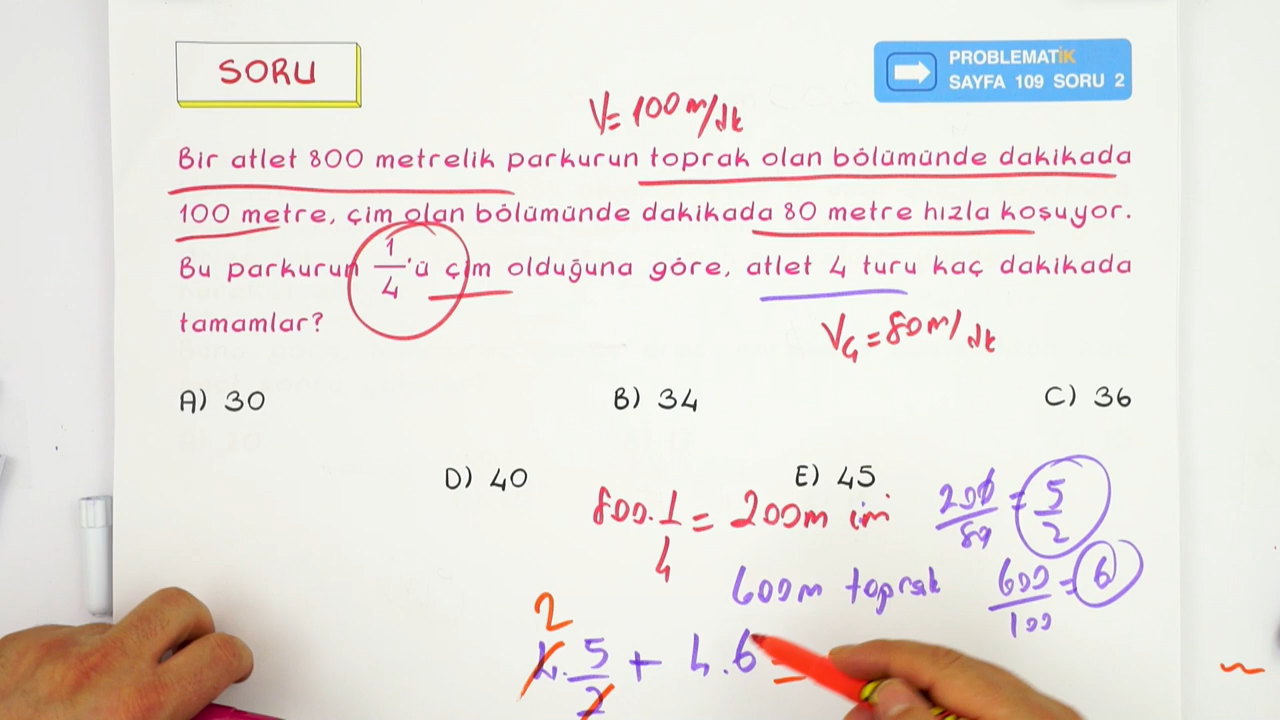 SORU
PROBLEMATİK
SAYFA 109 SORU 2
V= 100 m/dk
Bir atlet 800 metrelik parkurun toprak olan bölümünde dakikada
100 metre, çim olan bölümünde dakikada 80 metre hızla koşuyor.
Bu parkurun 1/4'ü çim olduğuna göre, atlet 4 turu kaç dakikada
tamamlar?
VÇ = 80 m/dk
A) 30 B) 34 C) 36
D) 40 E) 45
800.1/4 = 200m çim 200/80 = 5/2
600m toprak 600/100 = 6
2
4.5/2 + 4.6 =